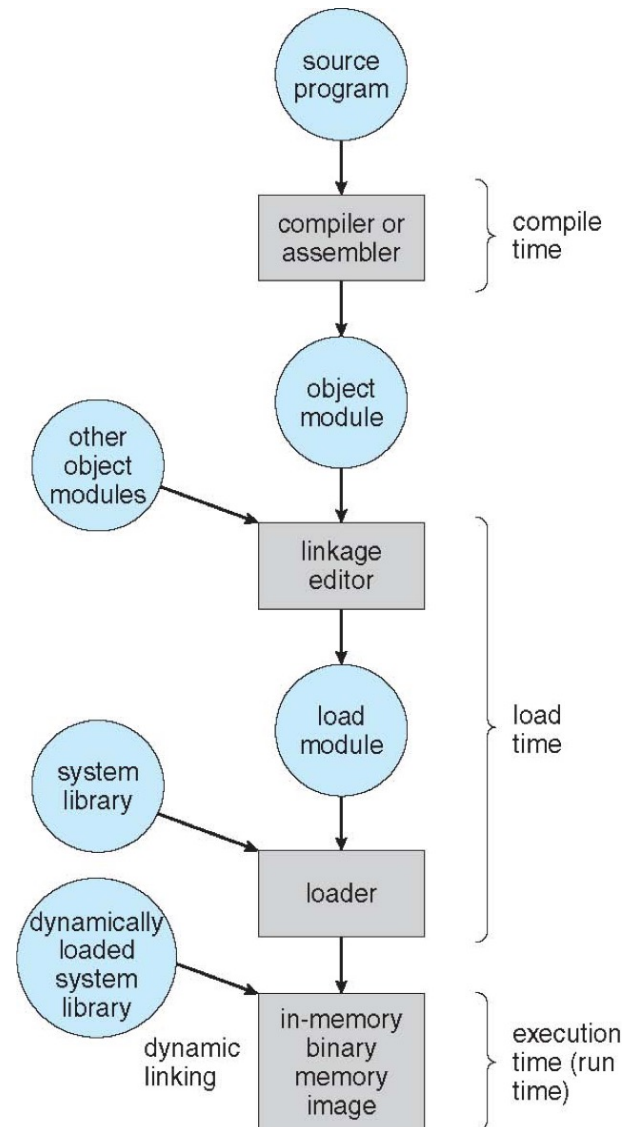 source
program
compiler or
assembler
compile
time
object
module
other
object
modules
linkage
editor
load
module
load
time
system
library
loader
dynamically
loaded
system
library
dynamic
linking
in-memory
binary
memory
image
execution
time (run
time)